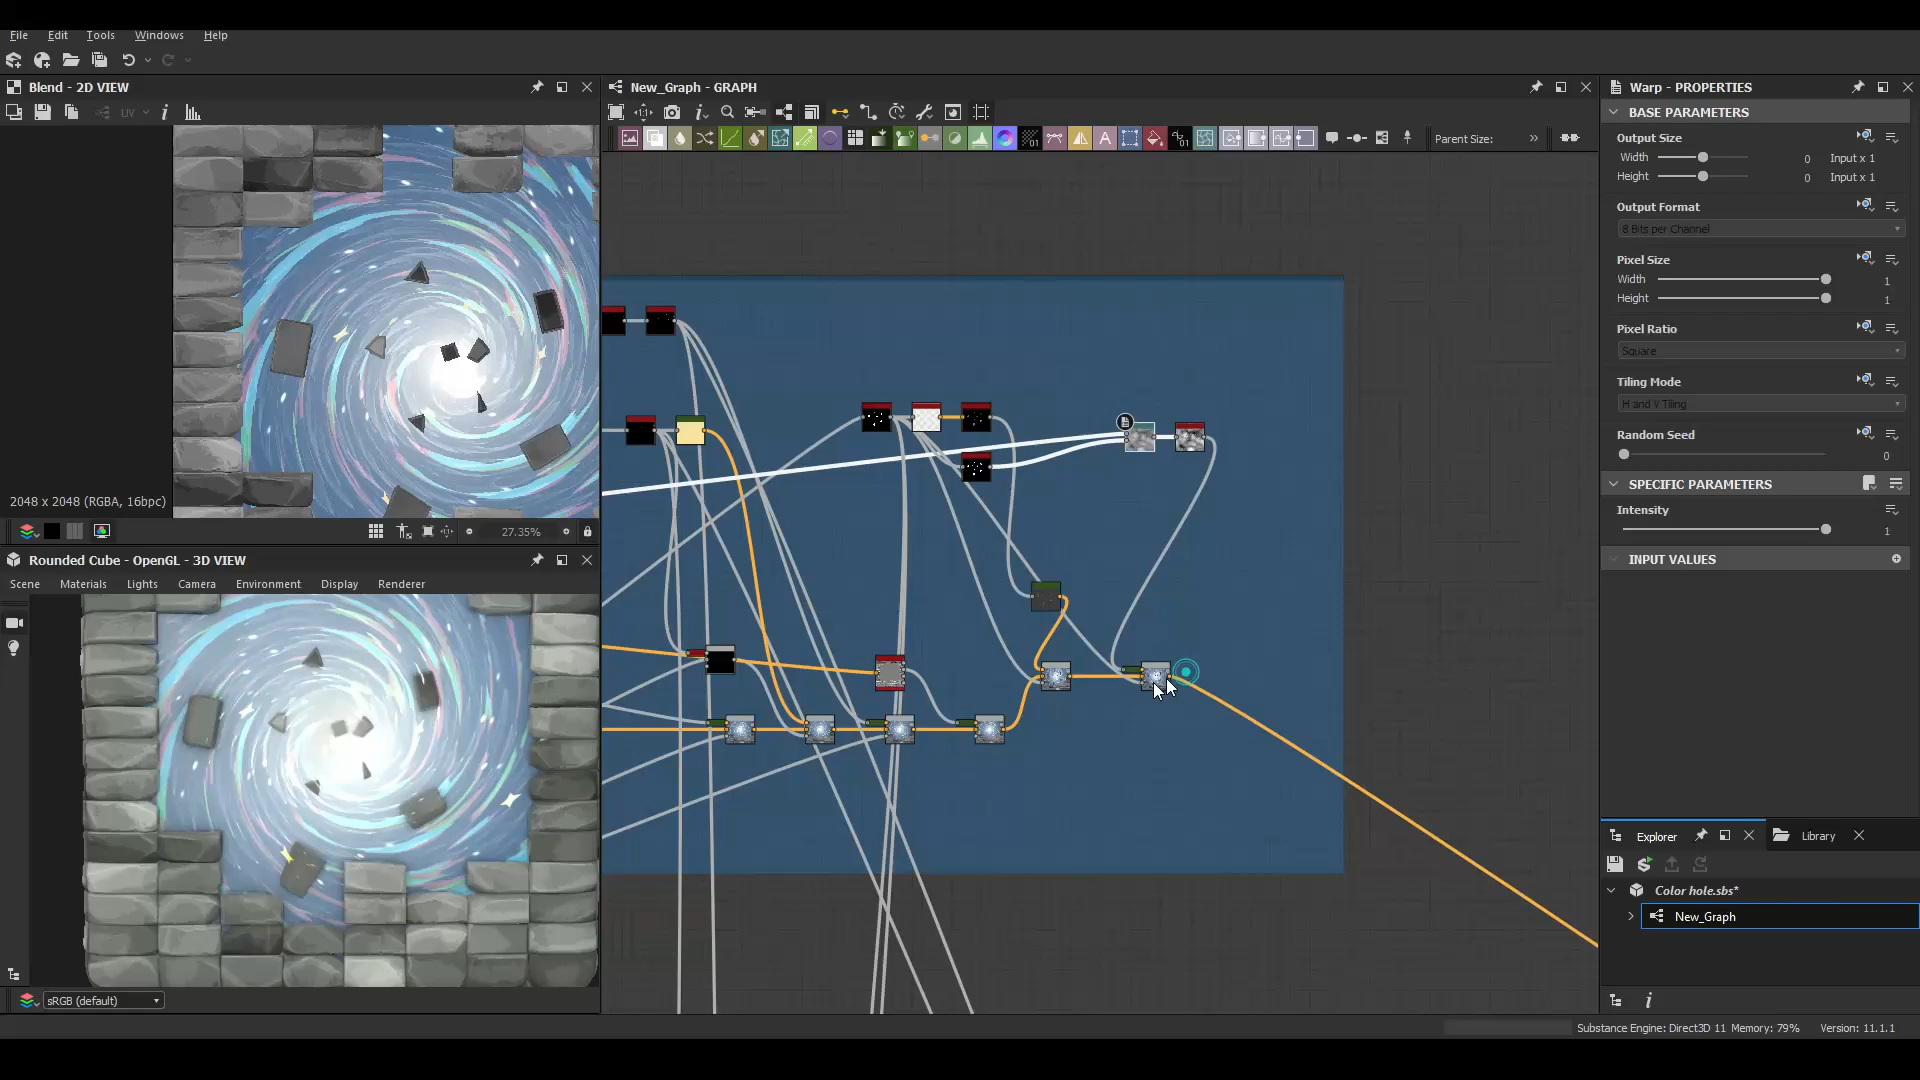 File Edit Tools Windows Help
Blend - 2D VIEW
UV
2048 x 2048 (RGBA, 16bpc)
27.35%
Rounded Cube - OpenGL - 3D VIEW
Scene Materials Lights Camera Environment Display Renderer
sRGB (default)
New_Graph - GRAPH
Parent Size:
Warp - PROPERTIES
BASE PARAMETERS
Output Size
Width 0 Input x 1
Height 0 Input x 1
Output Format
8 Bits per Channel
Pixel Size
Width 1
Height 1
Pixel Ratio
Square
Tiling Mode
H and V Tiling
Random Seed
0
SPECIFIC PARAMETERS
Intensity
1
INPUT VALUES
Explorer Library
Color hole.sbs*
New_Graph
Substance Engine: Direct3D 11 Memory: 79% Version: 11.1.1